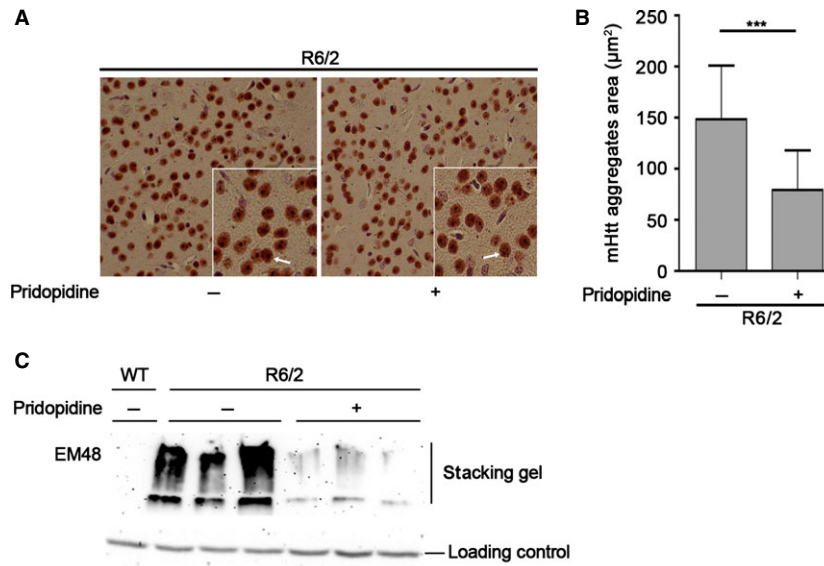 A
R6/2
Pridopidine – +
B
mHtt aggregates area (µm²)
250
200
150
100
50
0
***
Pridopidine – +
R6/2
C
WT R6/2
Pridopidine – – +
EM48
Stacking gel
Loading control